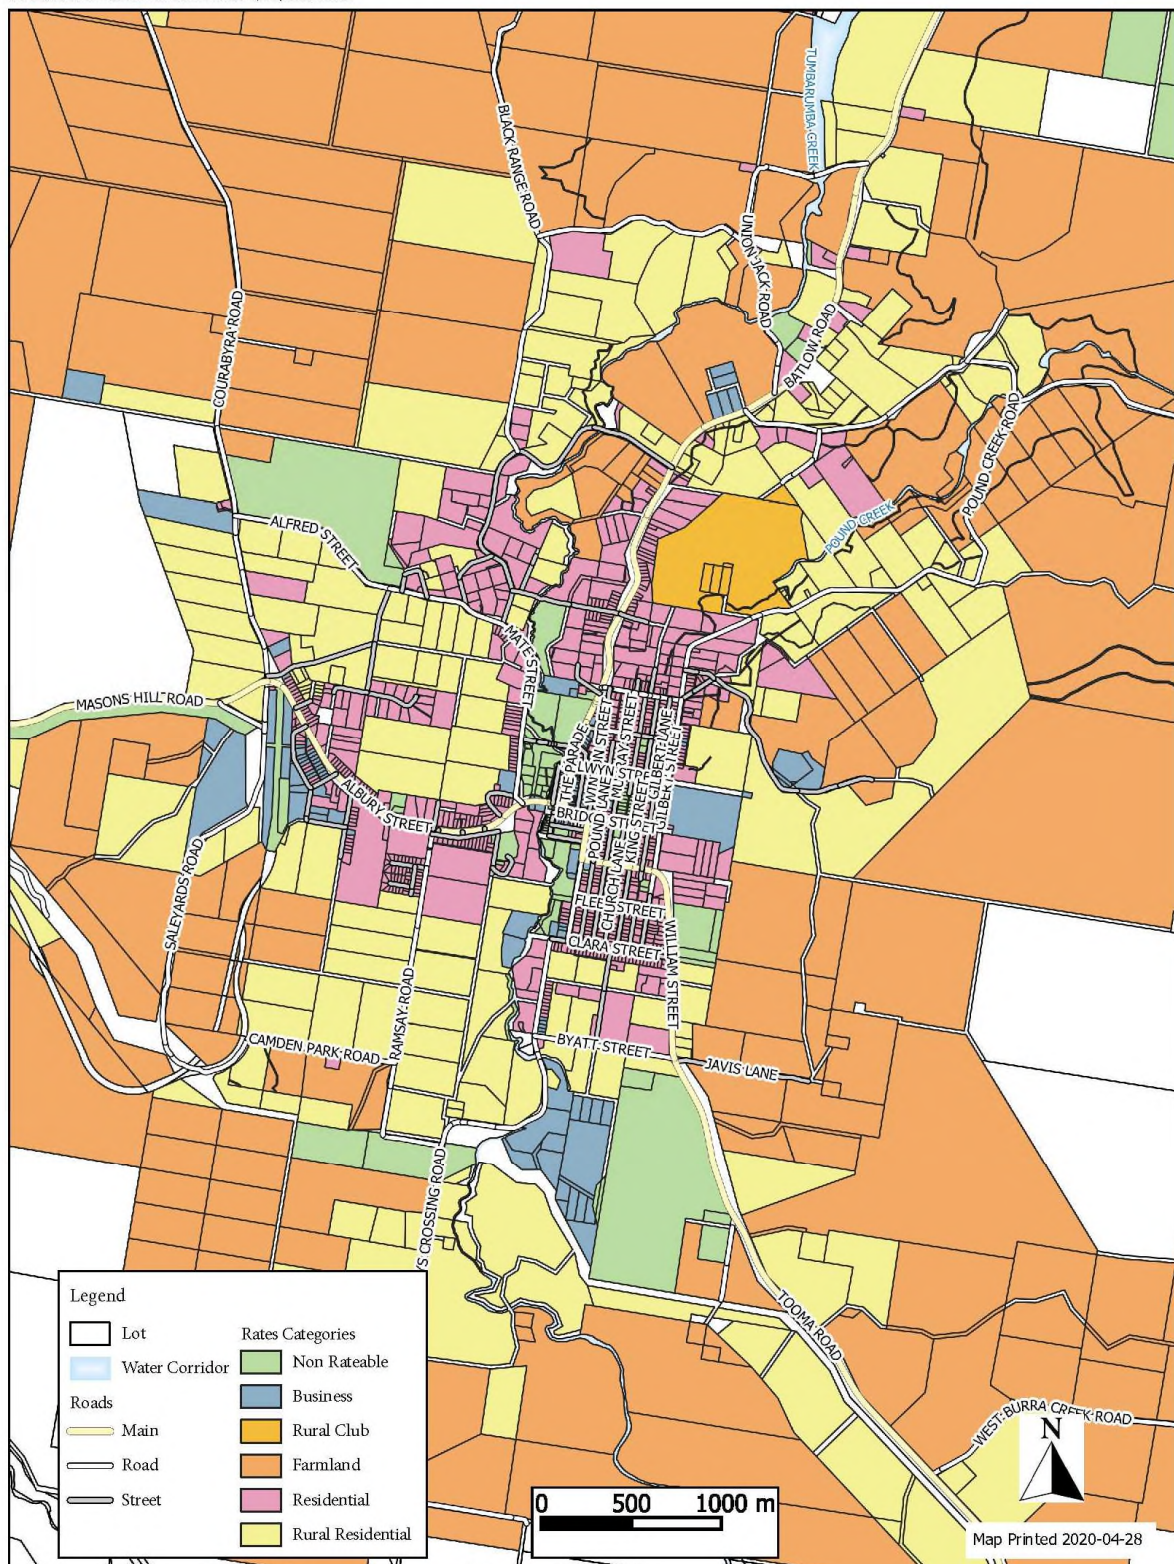 TUMBARUMBA CREEK
BLACK RANGE ROAD
UNION JACK ROAD
COURABYRA ROAD
BATLOW ROAD
POUND CREEK ROAD
POUND CREEK
ALFRED STREET
MATE STREET
MASONS HILL ROAD
THE PARADE
MURRAY STREET
GILBERT LANE
GILBERT STREET
POUND LANE
KING STREET
CHURCH LANE
ALBURY STREET
SALEYARDS ROAD
CLARA STREET
WILLIAM STREET
RAMSAY ROAD
CAMDEN PARK ROAD
BYATT STREET
JAVIS LANE
CROSSING ROAD
TOOMA ROAD
WEST BURRA CREEK ROAD
Legend
Lot
Water Corridor
Roads
Main
Road
Street
Rates Categories
Non Rateable
Business
Rural Club
Farmland
Residential
Rural Residential
0 500 1000 m
N
Map Printed 2020-04-28